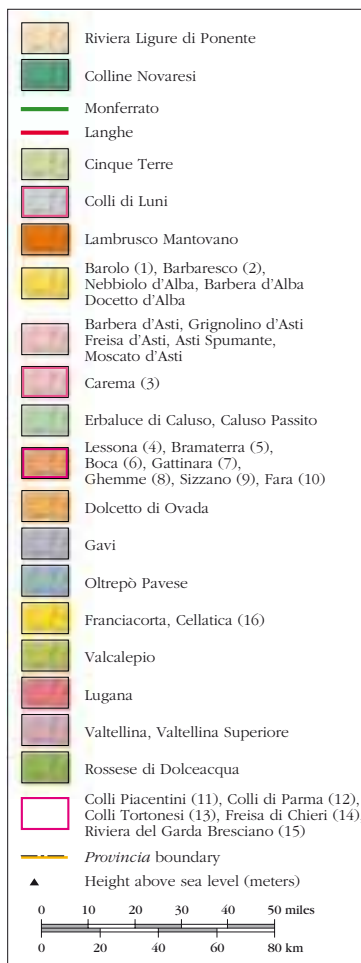 Riviera Ligure di Ponente
Colline Novaresi
Monferrato
Langhe
Cinque Terre
Colli di Luni
Lambrusco Mantovano
Barolo (1), Barbaresco (2),
Nebbiolo d'Alba, Barbera d'Alba
Docetto d'Alba
Barbera d'Asti, Grignolino d'Asti
Freisa d'Asti, Asti Spumante,
Moscato d'Asti
Carema (3)
Erbaluce di Caluso, Caluso Passito
Lessona (4), Bramaterra (5),
Boca (6), Gattinara (7),
Ghemme (8), Sizzano (9), Fara (10)
Dolcetto di Ovada
Gavi
Oltrepò Pavese
Franciacorta, Cellatica (16)
Valcalepio
Lugana
Valtellina, Valtellina Superiore
Rossese di Dolceacqua
Colli Piacentini (11), Colli di Parma (12),
Colli Tortonesi (13), Freisa di Chieri (14)
Riviera del Garda Bresciano (15)
Provincia boundary
Height above sea level (meters)
0 10 20 30 40 50 miles
0 20 40 60 80 km